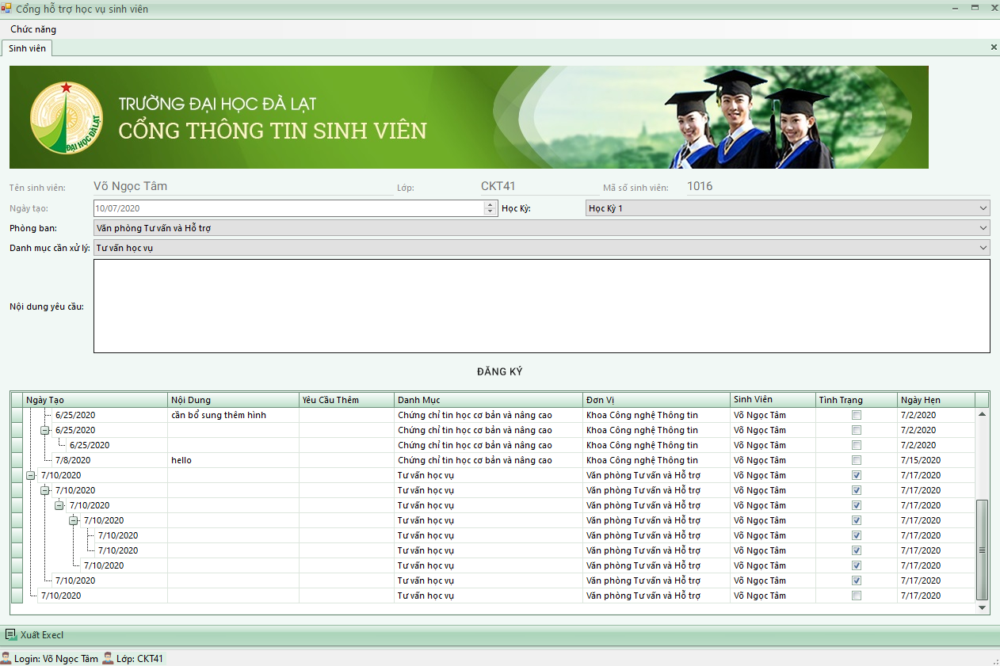 Cổng hỗ trợ học vụ sinh viên
Chức năng
Sinh viên
TRƯỜNG ĐẠI HỌC ĐÀ LẠT
CỔNG THÔNG TIN SINH VIÊN
ĐẠI HỌC ĐÀ LẠT
Tên sinh viên: Võ Ngọc Tâm Lớp: CKT41 Mã số sinh viên: 1016
Ngày tạo: 10/07/2020 Học Kỳ: Học Kỳ 1
Phòng ban: Văn phòng Tư vấn và Hỗ trợ
Danh mục cần xử lý: Tư vấn học vụ
Nội dung yêu cầu:
ĐĂNG KÝ
Ngày Tạo Nội Dung Yêu Cầu Thêm Danh Mục Đơn Vị Sinh Viên Tình Trạng Ngày Hẹn
6/25/2020 cần bổ sung thêm hình Chứng chỉ tin học cơ bản và nâng cao Khoa Công nghệ Thông tin Võ Ngọc Tâm 7/2/2020
6/25/2020 Chứng chỉ tin học cơ bản và nâng cao Khoa Công nghệ Thông tin Võ Ngọc Tâm 7/2/2020
6/25/2020 Chứng chỉ tin học cơ bản và nâng cao Khoa Công nghệ Thông tin Võ Ngọc Tâm 7/2/2020
7/8/2020 hello Chứng chỉ tin học cơ bản và nâng cao Khoa Công nghệ Thông tin Võ Ngọc Tâm 7/15/2020
7/10/2020 Tư vấn học vụ Văn phòng Tư vấn và Hỗ trợ Võ Ngọc Tâm 7/17/2020
7/10/2020 Tư vấn học vụ Văn phòng Tư vấn và Hỗ trợ Võ Ngọc Tâm 7/17/2020
7/10/2020 Tư vấn học vụ Văn phòng Tư vấn và Hỗ trợ Võ Ngọc Tâm 7/17/2020
7/10/2020 Tư vấn học vụ Văn phòng Tư vấn và Hỗ trợ Võ Ngọc Tâm 7/17/2020
7/10/2020 Tư vấn học vụ Văn phòng Tư vấn và Hỗ trợ Võ Ngọc Tâm 7/17/2020
7/10/2020 Tư vấn học vụ Văn phòng Tư vấn và Hỗ trợ Võ Ngọc Tâm 7/17/2020
7/10/2020 Tư vấn học vụ Văn phòng Tư vấn và Hỗ trợ Võ Ngọc Tâm 7/17/2020
7/10/2020 Tư vấn học vụ Văn phòng Tư vấn và Hỗ trợ Võ Ngọc Tâm 7/17/2020
7/10/2020 Tư vấn học vụ Văn phòng Tư vấn và Hỗ trợ Võ Ngọc Tâm 7/17/2020
Xuất Execl
Login: Võ Ngọc Tâm Lớp: CKT41